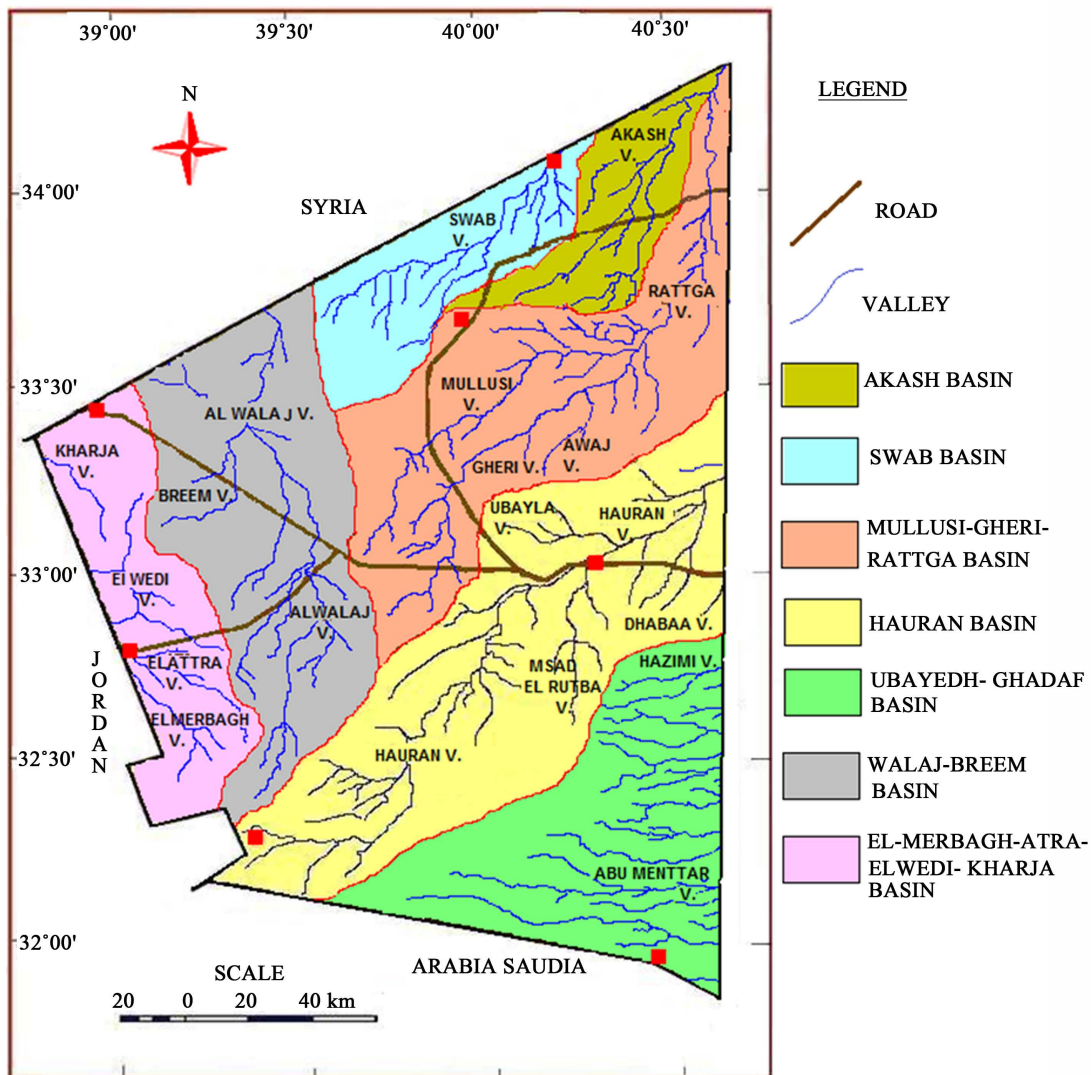 39°00'
39°30'
40°00'
40°30'
N
34°00'
33°30'
33°00'
32°30'
32°00'
SYRIA
AKASH
V.
SWAB
V.
RATTGA
V.
MULLUSI
V.
AL WALA J V.
KHARJA
V.
BREEM V.
GHERI V.
AWAJ
V.
UBAYLA
V.
HAURAN
V.
EI WEDI
V.
ALWALAJ
V.
DHABAA V.
ELATTRA
V.
MSAD
EL RUTBA
V.
HAZIMI V.
ELMERBAGH
V.
HAURAN V.
ABU MENTTAR
V.
JORDAN
ARABIA SAUDIA
SCALE
20 0 20 40 km
LEGEND
ROAD
VALLEY
AKASH BASIN
SWAB BASIN
MULLUSI-GHERI-
RATTGA BASIN
HAURAN BASIN
UBAYEDH- GHADAF
BASIN
WALAJ-BREEM
BASIN
EL-MERBAGH-ATRA-
ELWEDI- KHARJA
BASIN